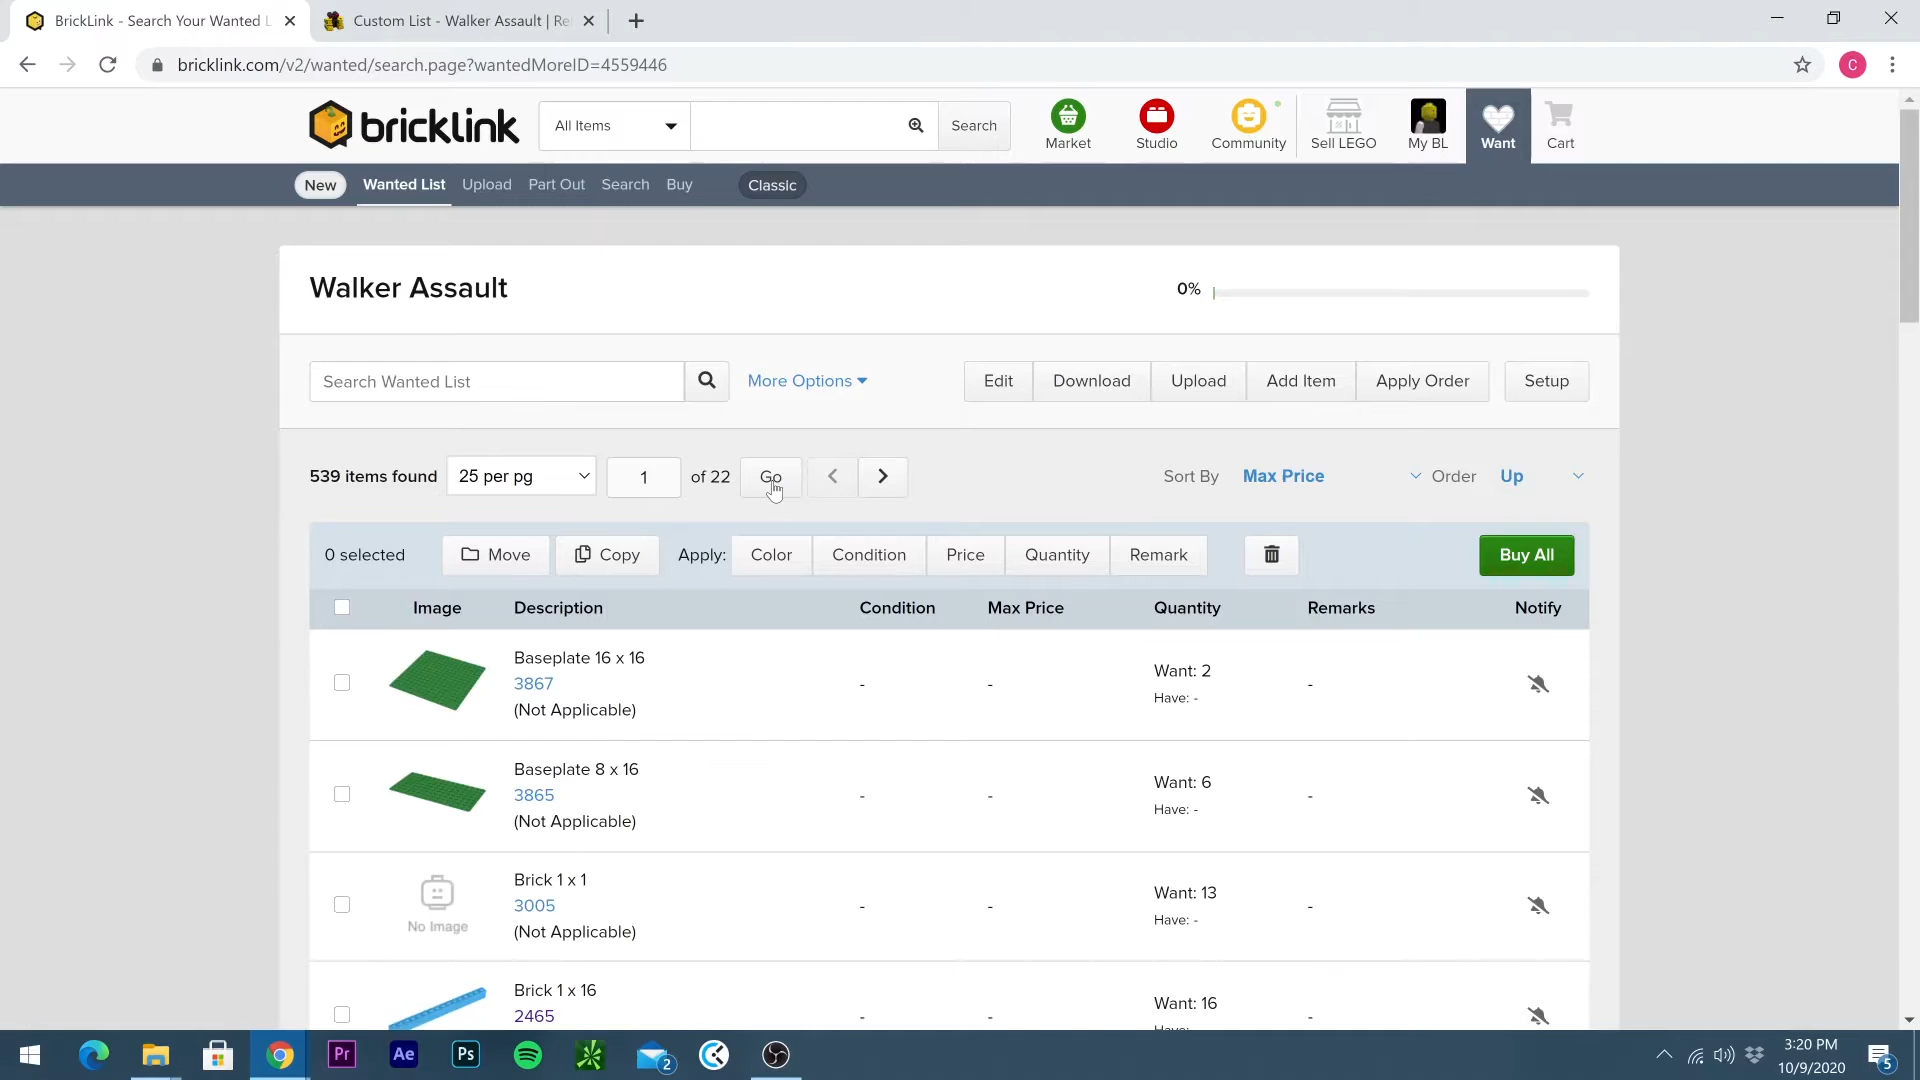 BrickLink - Search Your Wanted L
Custom List - Walker Assault | Re
bricklink.com/v2/wanted/search.page?wantedMoreID=4559446
C
bricklink
All Items
Search
Market
Studio
Community
Sell LEGO
My BL
Want
Cart
New
Wanted List
Upload
Part Out
Search
Buy
Classic
Walker Assault
0%
Search Wanted List
More Options
Edit
Download
Upload
Add Item
Apply Order
Setup
539 items found
25 per pg
1
of 22
Go
Sort By
Max Price
Order
Up
0 selected
Move
Copy
Apply:
Color
Condition
Price
Quantity
Remark
Buy All
Image
Description
Condition
Max Price
Quantity
Remarks
Notify
Baseplate 16 x 16
3867
(Not Applicable)
-
-
Want: 2
Have: -
-
Baseplate 8 x 16
3865
(Not Applicable)
-
-
Want: 6
Have: -
-
No Image
Brick 1 x 1
3005
(Not Applicable)
-
-
Want: 13
Have: -
-
Brick 1 x 16
2465
-
-
Want: 16
-
Pr
Ae
Ps
2
3:20 PM
10/9/2020
5